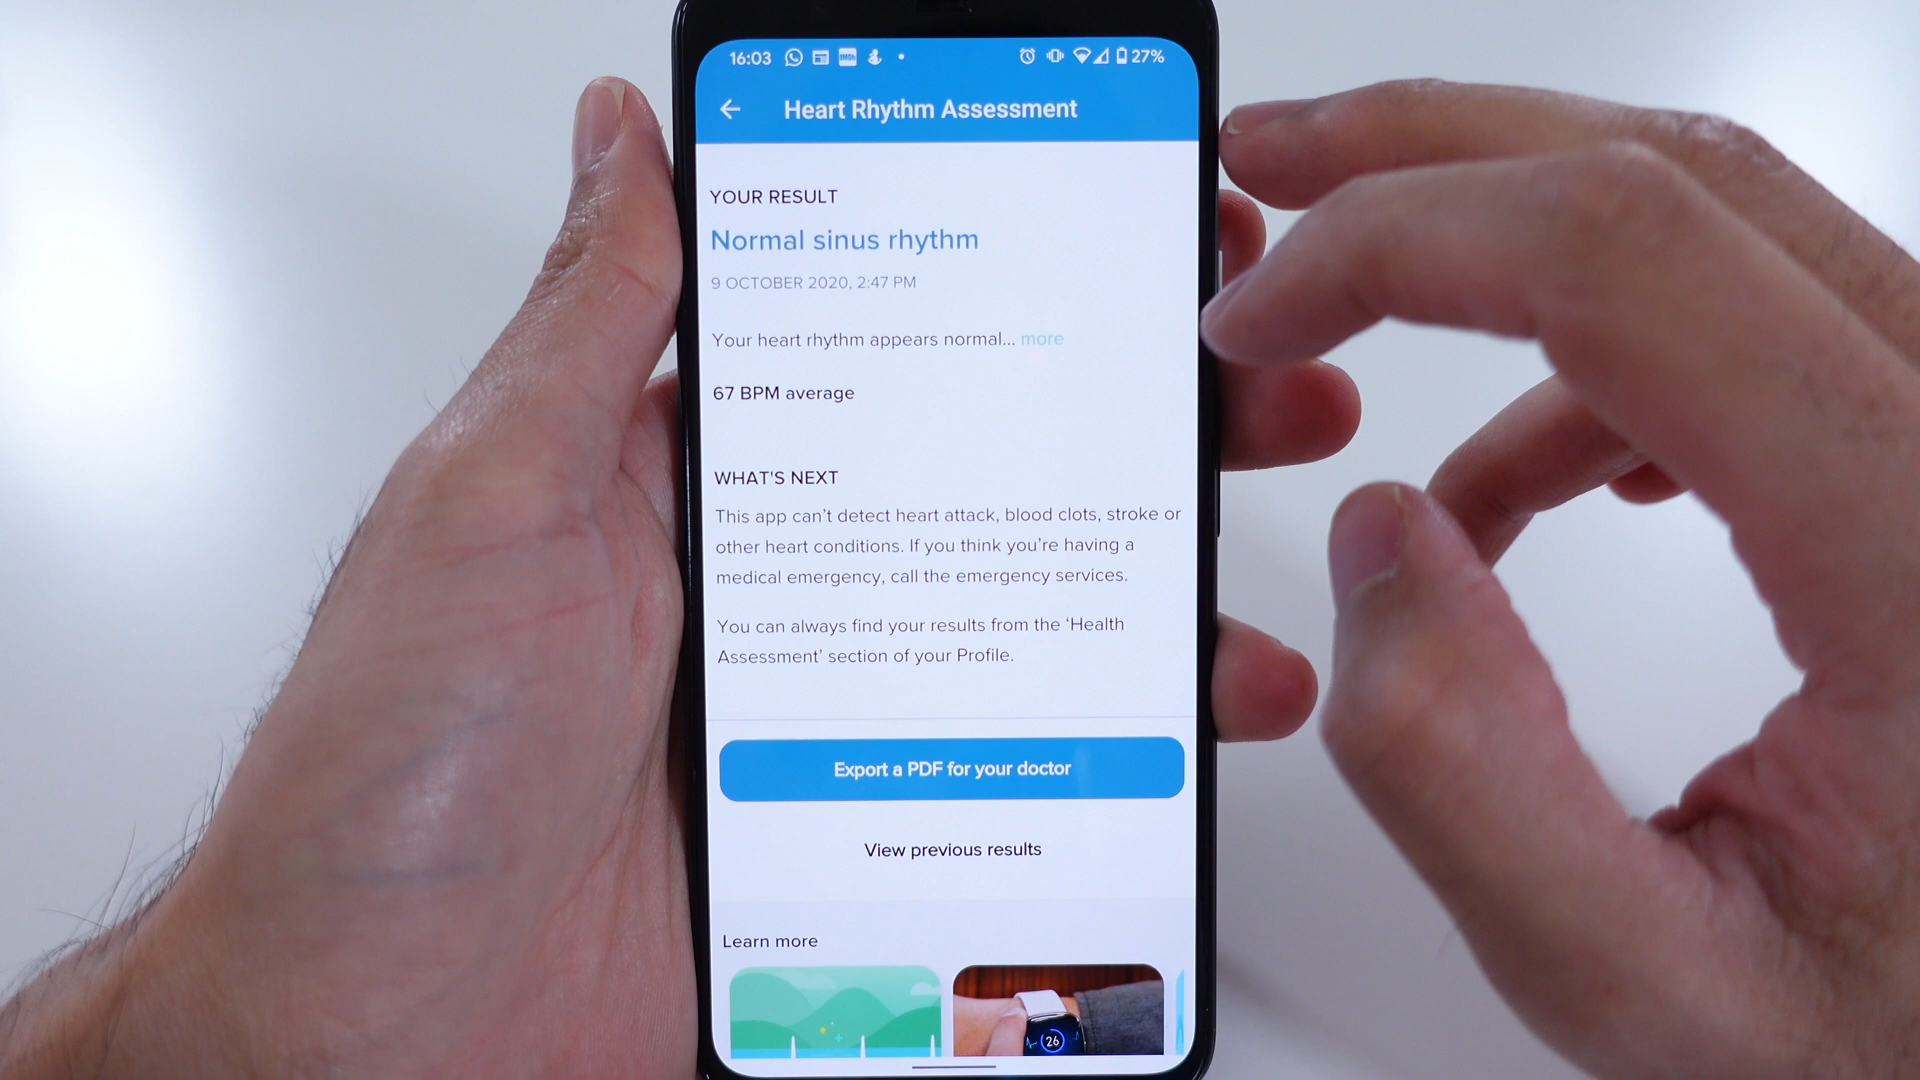 16:03
27%
Heart Rhythm Assessment
YOUR RESULT
Normal sinus rhythm
9 OCTOBER 2020, 2:47 PM
Your heart rhythm appears normal... more
67 BPM average
WHAT'S NEXT
This app can’t detect heart attack, blood clots, stroke or
other heart conditions. If you think you’re having a
medical emergency, call the emergency services.
You can always find your results from the ‘Health
Assessment’ section of your Profile.
Export a PDF for your doctor
View previous results
Learn more
26